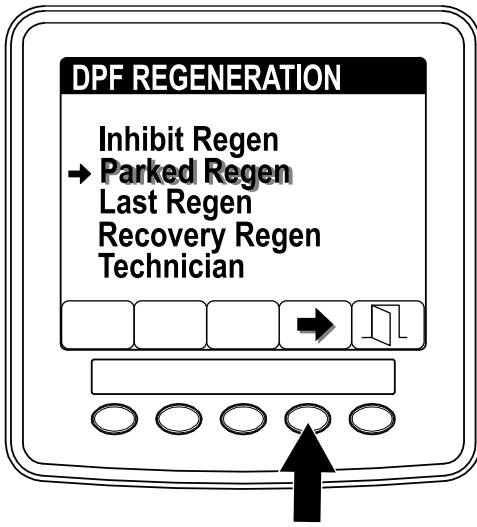 DPF REGENERATION
Inhibit Regen
Parked Regen
Last Regen
Recovery Regen
Technician